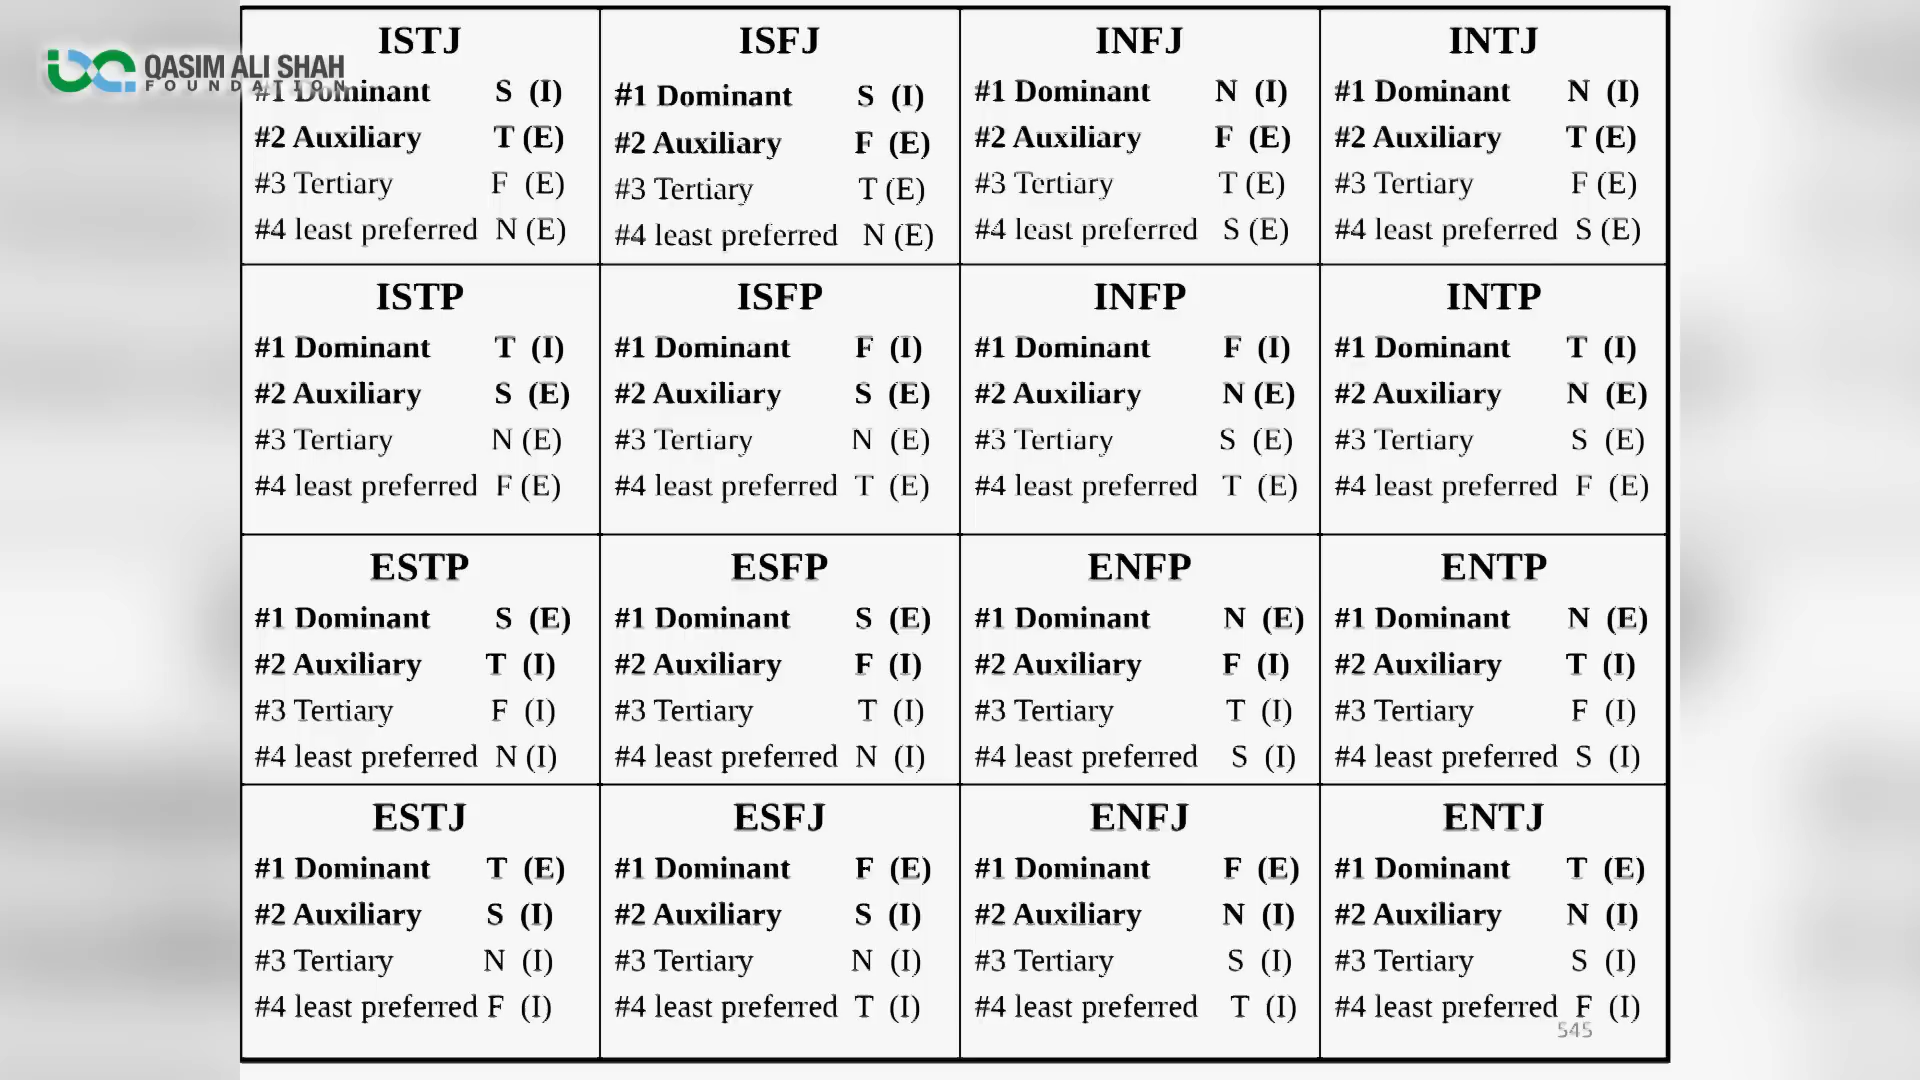 QASIM ALI SHAH
FOUNDATION
ISTJ
#1 Dominant S (I)
#2 Auxiliary T (E)
#3 Tertiary F (E)
#4 least preferred N (E)
ISFJ
#1 Dominant S (I)
#2 Auxiliary F (E)
#3 Tertiary T (E)
#4 least preferred N (E)
INFJ
#1 Dominant N (I)
#2 Auxiliary F (E)
#3 Tertiary T (E)
#4 least preferred S (E)
INTJ
#1 Dominant N (I)
#2 Auxiliary T (E)
#3 Tertiary F (E)
#4 least preferred S (E)
ISTP
#1 Dominant T (I)
#2 Auxiliary S (E)
#3 Tertiary N (E)
#4 least preferred F (E)
ISFP
#1 Dominant F (I)
#2 Auxiliary S (E)
#3 Tertiary N (E)
#4 least preferred T (E)
INFP
#1 Dominant F (I)
#2 Auxiliary N (E)
#3 Tertiary S (E)
#4 least preferred T (E)
INTP
#1 Dominant T (I)
#2 Auxiliary N (E)
#3 Tertiary S (E)
#4 least preferred F (E)
ESTP
#1 Dominant S (E)
#2 Auxiliary T (I)
#3 Tertiary F (I)
#4 least preferred N (I)
ESFP
#1 Dominant S (E)
#2 Auxiliary F (I)
#3 Tertiary T (I)
#4 least preferred N (I)
ENFP
#1 Dominant N (E)
#2 Auxiliary F (I)
#3 Tertiary T (I)
#4 least preferred S (I)
ENTP
#1 Dominant N (E)
#2 Auxiliary T (I)
#3 Tertiary F (I)
#4 least preferred S (I)
ESTJ
#1 Dominant T (E)
#2 Auxiliary S (I)
#3 Tertiary N (I)
#4 least preferred F (I)
ESFJ
#1 Dominant F (E)
#2 Auxiliary S (I)
#3 Tertiary N (I)
#4 least preferred T (I)
ENFJ
#1 Dominant F (E)
#2 Auxiliary N (I)
#3 Tertiary S (I)
#4 least preferred T (I)
ENTJ
#1 Dominant T (E)
#2 Auxiliary N (I)
#3 Tertiary S (I)
#4 least preferred F (I)
545